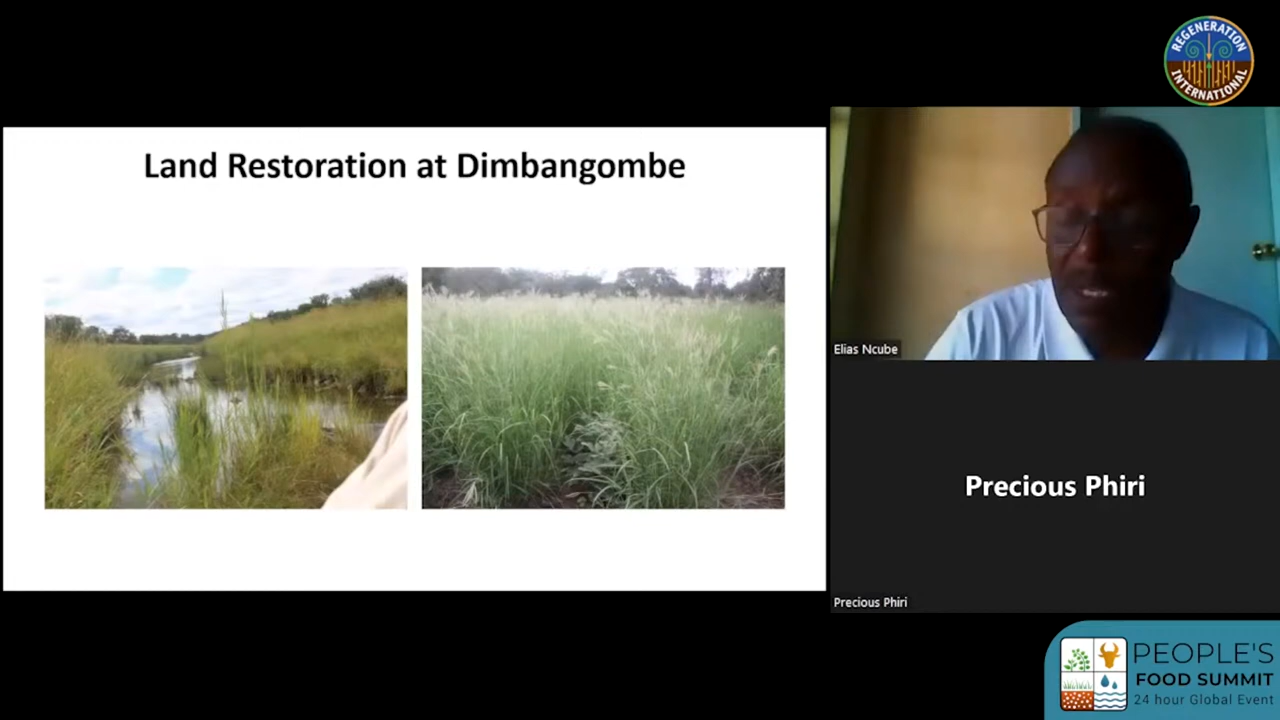 REGENERATION
INTERNATIONAL
Land Restoration at Dimbangombe
Elias Ncube
Precious Phiri
Precious Phiri
PEOPLE'S
FOOD SUMMIT
24 hour Global Event